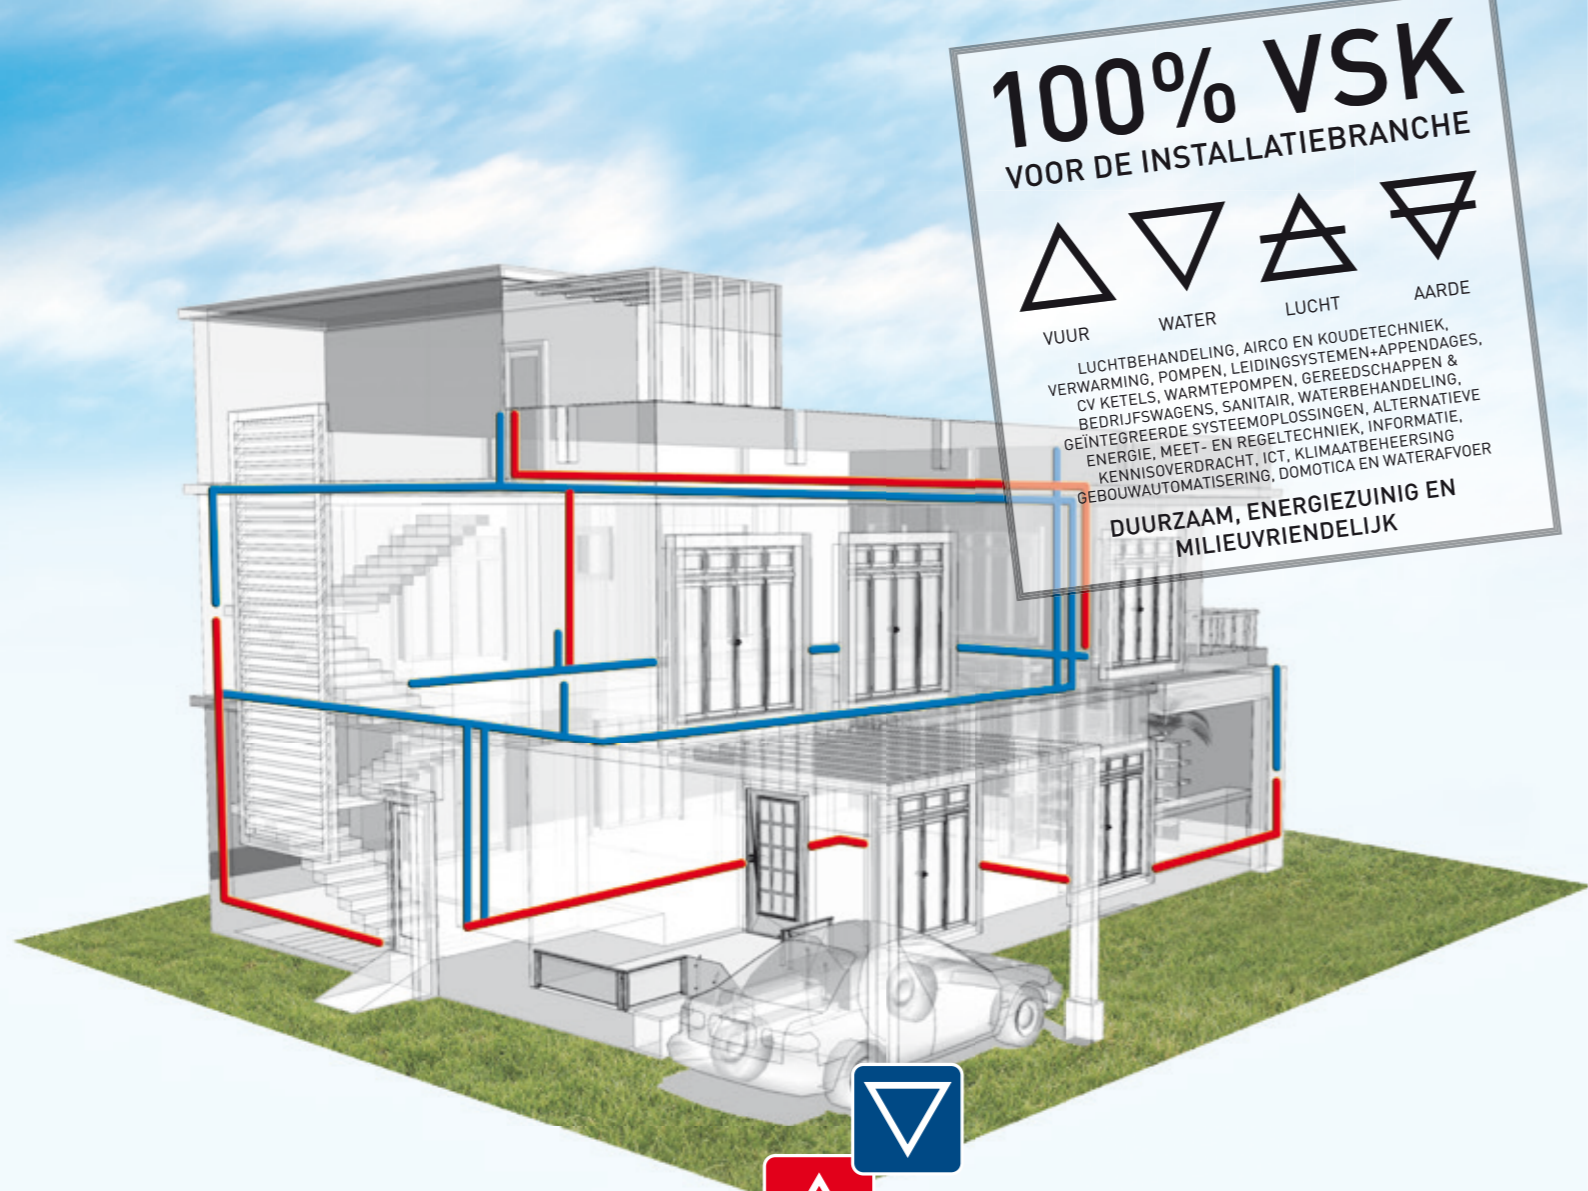 100% VSK
VOOR DE INSTALLATIEBRANCHE
VUUR WATER LUCHT AARDE
LUCHTBEHANDELING, AIRCO EN KOUDETECHNIEK,
VERWARMING, POMPEN, LEIDINGSYSTEMEN+APPENDAGES,
CV KETELS, WARMTEPOMPEN, GEREEDSCHAPPEN &
BEDRIJFSWAGENS, SANITAIR, WATERBEHANDELING,
GEÏNTEGREERDE SYSTEEMOPLOSSINGEN, ALTERNATIEVE
ENERGIE, MEET- EN REGELTECHNIEK, INFORMATIE,
KENNISOVERDRACHT, ICT, KLIMAATBEHEERSING
GEBOUWAUTOMATISERING, DOMOTICA EN WATERAFVOER
DUURZAAM, ENERGIEZUINIG EN
MILIEUVRIENDELIJK